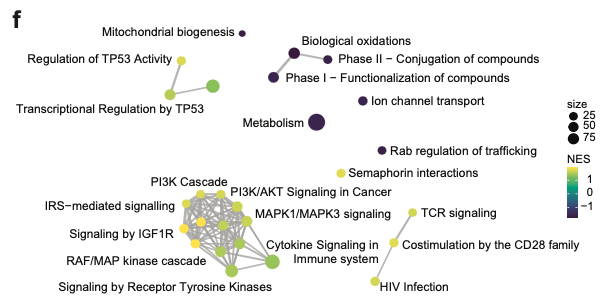 f
Mitochondrial biogenesis
Biological oxidations
Regulation of TP53 Activity
Phase II − Conjugation of compounds
Phase I − Functionalization of compounds
Transcriptional Regulation by TP53
Ion channel transport
Metabolism
Rab regulation of trafficking
Semaphorin interactions
PI3K Cascade
PI3K/AKT Signaling in Cancer
IRS−mediated signalling
MAPK1/MAPK3 signaling
TCR signaling
Signaling by IGF1R
Cytokine Signaling in
Immune system
Costimulation by the CD28 family
RAF/MAP kinase cascade
Signaling by Receptor Tyrosine Kinases
HIV Infection
size
25
50
75
NES
1
0
−1